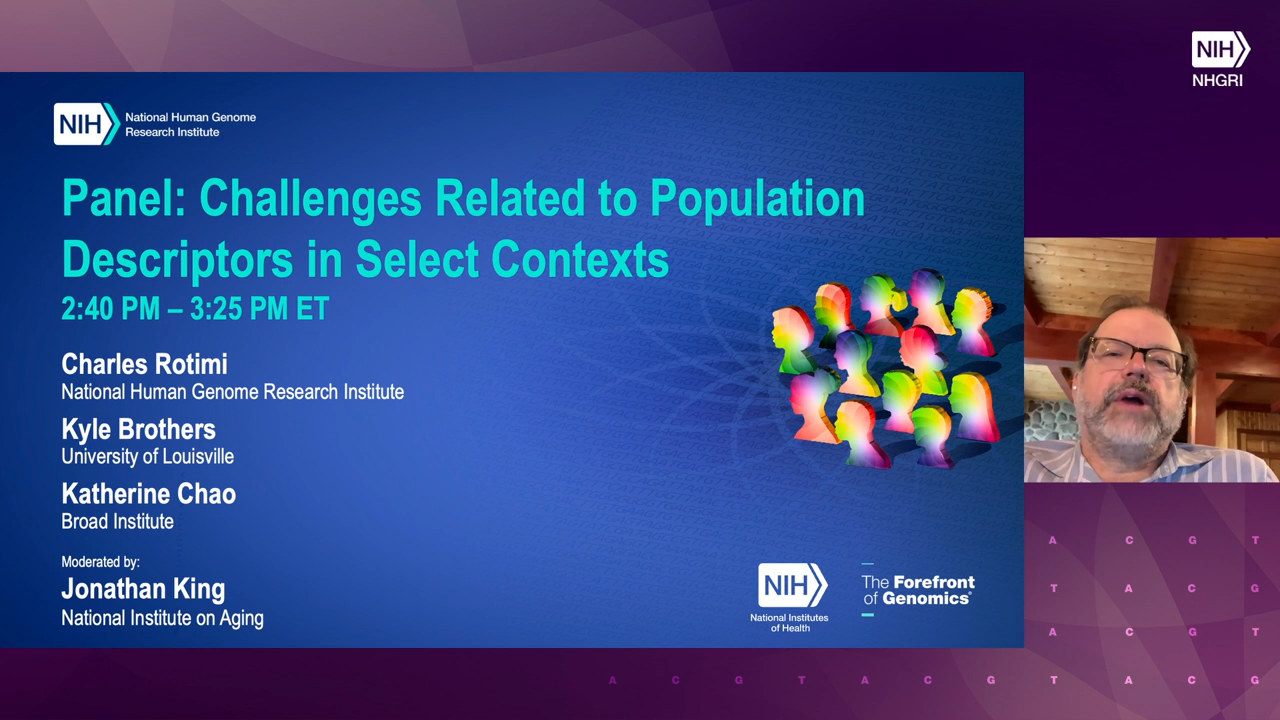 NIH
NHGRI
NIH
National Human Genome
Research Institute
Panel: Challenges Related to Population
Descriptors in Select Contexts
2:40 PM – 3:25 PM ET
Charles Rotimi
National Human Genome Research Institute
Kyle Brothers
University of Louisville
Katherine Chao
Broad Institute
Moderated by:
Jonathan King
National Institute on Aging
NIH
National Institutes
of Health
The Forefront
of Genomics®
A C G T
T A C G
A C G T
A C G T A C G T A C G